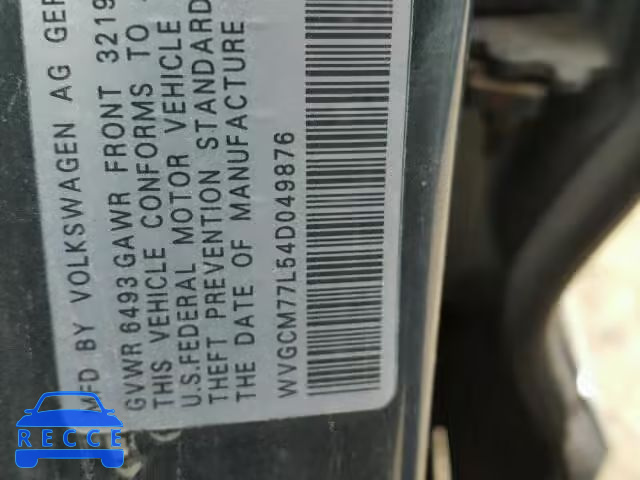 MFD BY VOLKSWAGEN AG GER
GVWR 6493 GAWR FRONT 3219
THIS VEHICLE CONFORMS TO
U.S.FEDERAL MOTOR VEHICLE
THEFT PREVENTION STANDARD
THE DATE OF MANUFACTURE
WVGCM77L54D049876
RECCE